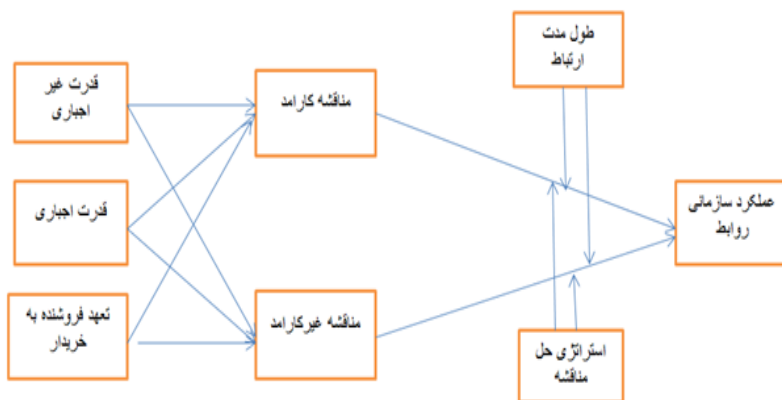 طول مدت
ارتباط
قدرت غیر
اجباری
مناقشه کارامد
قدرت اجباری
عملکرد سازمانی
روابط
تعهد فروشنده به
خریدار
مناقشه غیرکارامد
استراتژی حل
مناقشه